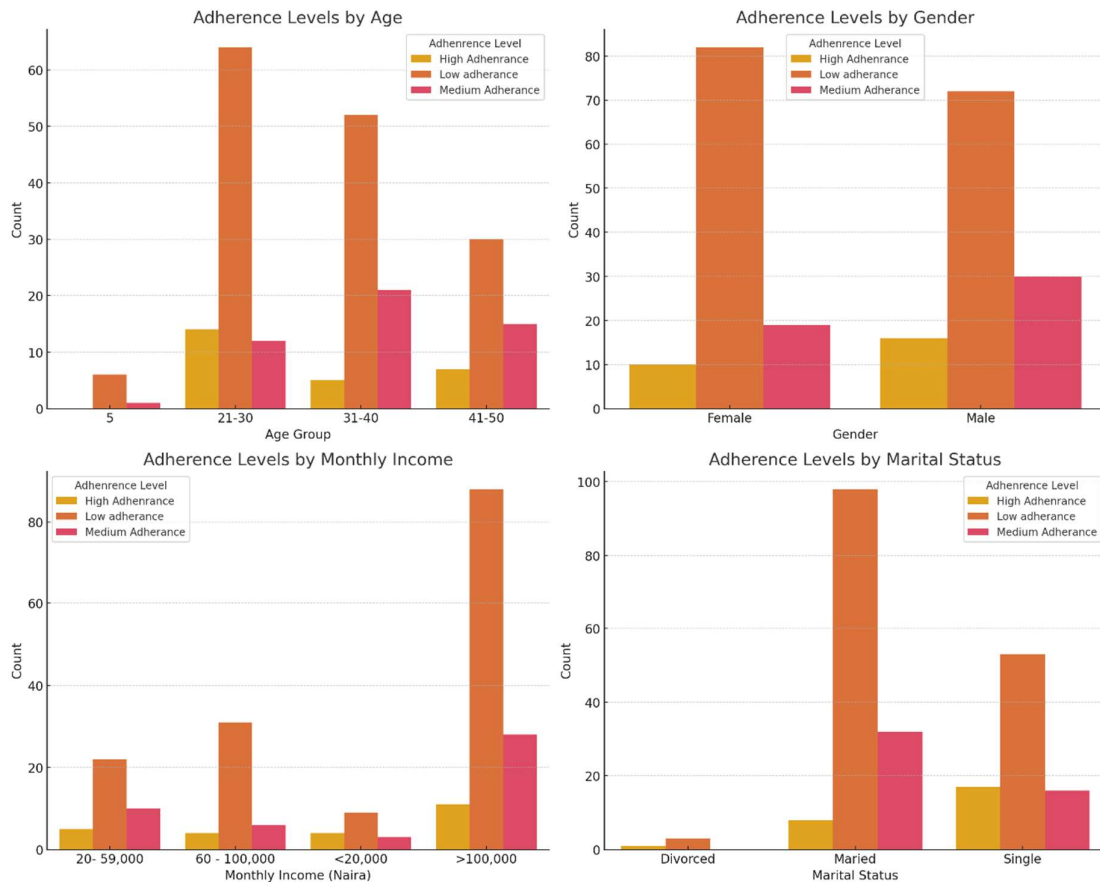 Adherence Levels by Age
Adhenrence Level
High Adhenrance
Low adherance
Medium Adherance
60
50
40
30
20
10
0
Count
5 21-30 31-40 41-50
Age Group
Adherence Levels by Gender
Adhenrence Level
High Adhenrance
Low adherance
Medium Adherance
80
70
60
50
40
30
20
10
0
Count
Female Male
Gender
Adherence Levels by Monthly Income
Adhenrence Level
High Adhenrance
Low adherance
Medium Adherance
80
60
40
20
0
Count
20- 59,000 60 - 100,000 <20,000 >100,000
Monthly Income (Naira)
Adherence Levels by Marital Status
Adhenrence Level
High Adhenrance
Low adherance
Medium Adherance
100
80
60
40
20
0
Count
Divorced Maried Single
Marital Status